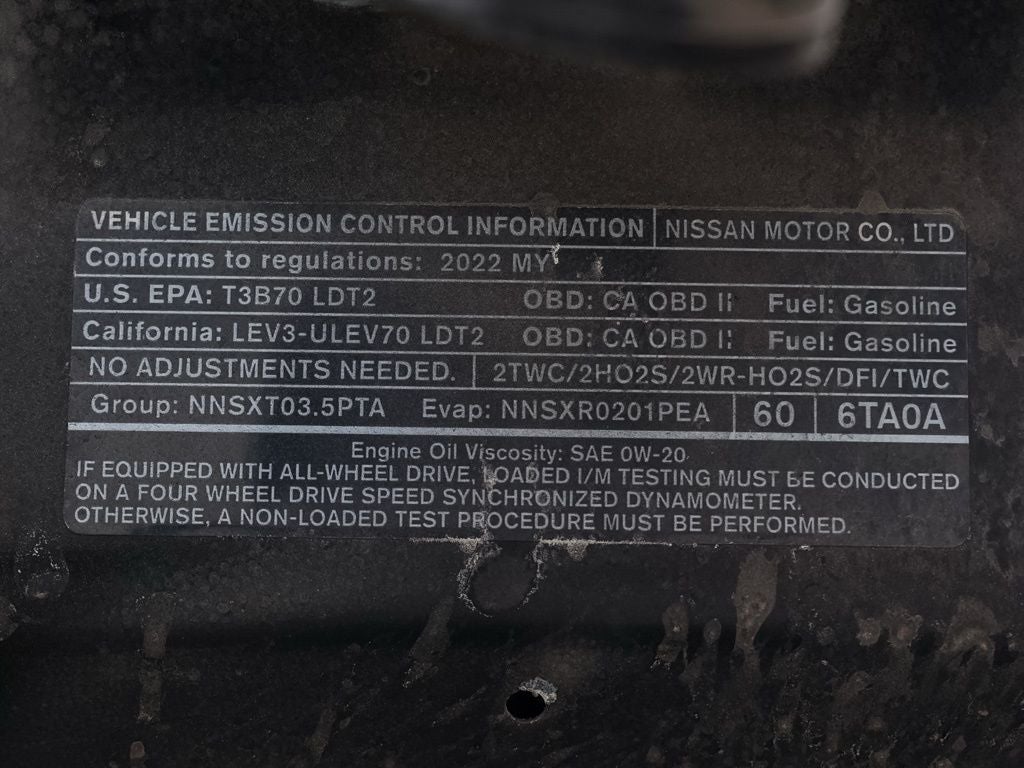 VEHICLE EMISSION CONTROL INFORMATION NISSAN MOTOR CO., LTD
Conforms to regulations: 2022 MY
U.S. EPA: T3B70 LDT2 OBD: CA OBD II Fuel: Gasoline
California: LEV3-ULEV70 LDT2 OBD: CA OBD II Fuel: Gasoline
NO ADJUSTMENTS NEEDED. 2TWC/2HO2S/2WR-HO2S/DFI/TWC
Group: NNSXT03.5PTA Evap: NNSXR0201PEA 60 6TA0A
Engine Oil Viscosity: SAE 0W-20
IF EQUIPPED WITH ALL-WHEEL DRIVE, LOADED I/M TESTING MUST BE CONDUCTED
ON A FOUR WHEEL DRIVE SPEED SYNCHRONIZED DYNAMOMETER.
OTHERWISE, A NON-LOADED TEST PROCEDURE MUST BE PERFORMED.